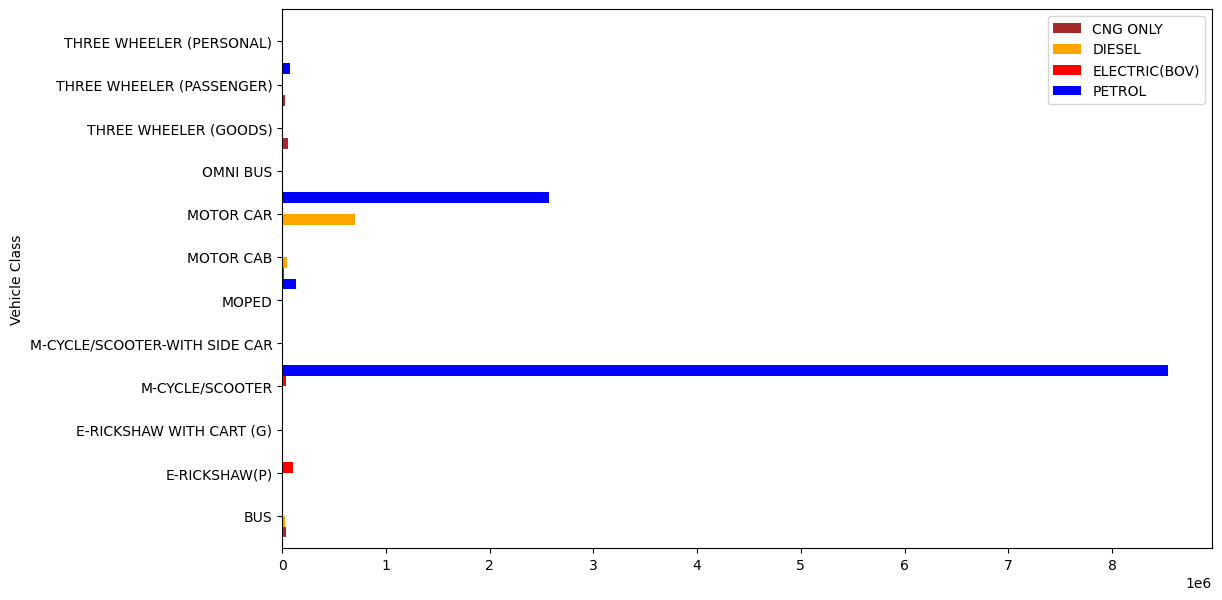 THREE WHEELER (PERSONAL)
THREE WHEELER (PASSENGER)
THREE WHEELER (GOODS)
OMNI BUS
MOTOR CAR
MOTOR CAB
MOPED
M-CYCLE/SCOOTER-WITH SIDE CAR
M-CYCLE/SCOOTER
E-RICKSHAW WITH CART (G)
E-RICKSHAW(P)
BUS
Vehicle Class
CNG ONLY
DIESEL
ELECTRIC(BOV)
PETROL
0 1 2 3 4 5 6 7 8
1e6